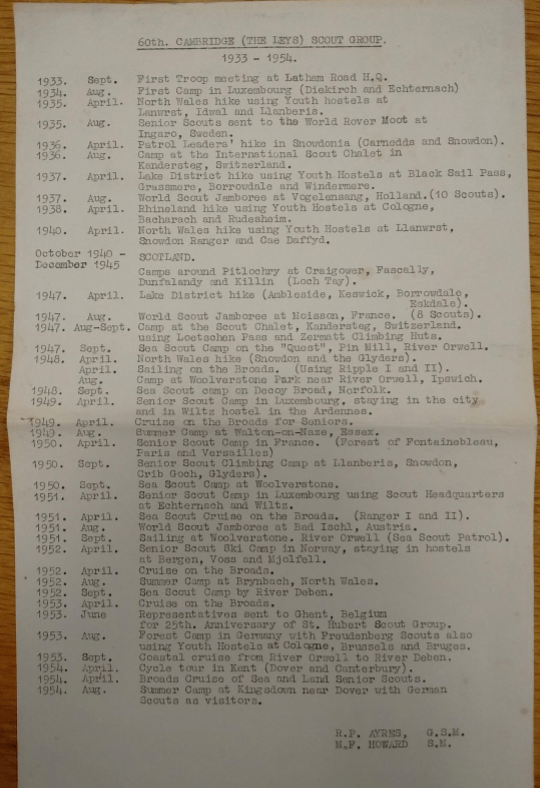 60th. CAMBRIDGE (THE LEYS) SCOUT GROUP.
1933 - 1954.
1933. Sept. First Troop meeting at Latham Road H.Q.
1934. Aug. First Camp in Luxembourg (Diekirch and Echternach)
1935. April. North Wales hike using Youth hostels at
Lanwrst, Idwal and Llanberis.
1935. Aug. Senior Scouts sent to the World Rover Moot at
Ingaro, Sweden.
1936. April. Patrol Leaders' hike in Snowdonia (Carnedds and Snowdon).
1936. Aug. Camp at the International Scout Chalet in
Kandersteg, Switzerland.
1937. April. Lake District hike using Youth Hostels at Black Sail Pass,
Grassmere, Borrowdale and Windermere.
1937. Aug. World Scout Jamboree at Vogelensang, Holland.(10 Scouts).
1938. April. Rhineland hike using Youth Hostels at Cologne,
Bacharach and Rudesheim.
1940. April. North Wales hike using Youth Hostels at Llanwrst,
Snowdon Ranger and Cae Daffyd.
October 1940 -
December 1945 SCOTLAND.
Camps around Pitlochry at Craigower, Fascally,
Dunfalandy and Killin (Loch Tay).
1947. April. Lake District hike (Ambleside, Keswick, Borrowdale,
Eskdale).
1947. Aug. World Scout Jamboree at Moisson, France. (8 Scouts).
1947. Aug-Sept. Camp at the Scout Chalet, Kandersteg, Switzerland.
using Loetschen Pass and Zermatt Climbing Huts.
1947. Sept. Sea Scout Camp on the "Quest", Pin Mill, River Orwell.
1948. April. North Wales hike (Snowdon and the Glyders).
April. Sailing on the Broads. (Using Ripple I and II).
Aug. Camp at Woolverstone Park near River Orwell, Ipswich.
1948. Sept. Sea Scout camp on Decoy Broad, Norfolk.
1949. April. Senior Scout Camp in Luxembourg, staying in the city
and in Wiltz hostel in the Ardennes.
1949. April. Cruise on the Broads for Seniors.
1949. Aug. Summer Camp at Walton-on-Naze, Essex.
1950. April. Senior Scout Camp in France. (Forest of Fontainebleau,
Paris and Versailles)
1950. Sept. Senior Scout Climbing Camp at Llanberis, Snowdon,
Crib Goch, Glyders).
1950. Sept. Sea Scout Camp at Woolverstone.
1951. April. Senior Scout Camp in Luxembourg using Scout Headquarters
at Echternach and Wiltz.
1951. April. Sea Scout Cruise on the Broads. (Ranger I and II).
1951. Aug. World Scout Jamboree at Bad Ischl, Austria.
1951. Sept. Sailing at Woolverstone. River Orwell (Sea Scout Patrol).
1952. April. Senior Scout Ski Camp in Norway, staying in hostels
at Bergen, Voss and Mjolfell.
1952. April. Cruise on the Broads.
1952. Aug. Summer Camp at Brynbach, North Wales.
1952. Sept. Sea Scout Camp by River Deben.
1953. April. Cruise on the Broads.
1953. June Representatives sent to Ghent, Belgium
for 25th. Anniversary of St. Hubert Scout Group.
1953. Aug. Forest Camp in Germany with Freudenberg Scouts also
using Youth Hostels at Cologne, Brussels and Bruges.
1953. Sept. Coastal cruise from River Orwell to River Deben.
1954. April. Cycle tour in Kent (Dover and Canterbury).
1954. April. Broads Cruise of Sea and Land Senior Scouts.
1954. Aug. Summer Camp at Kingsdown near Dover with German
Scouts as visitors.
R.P. AYRES, G.S.M.
M.F. HOWARD S.M.